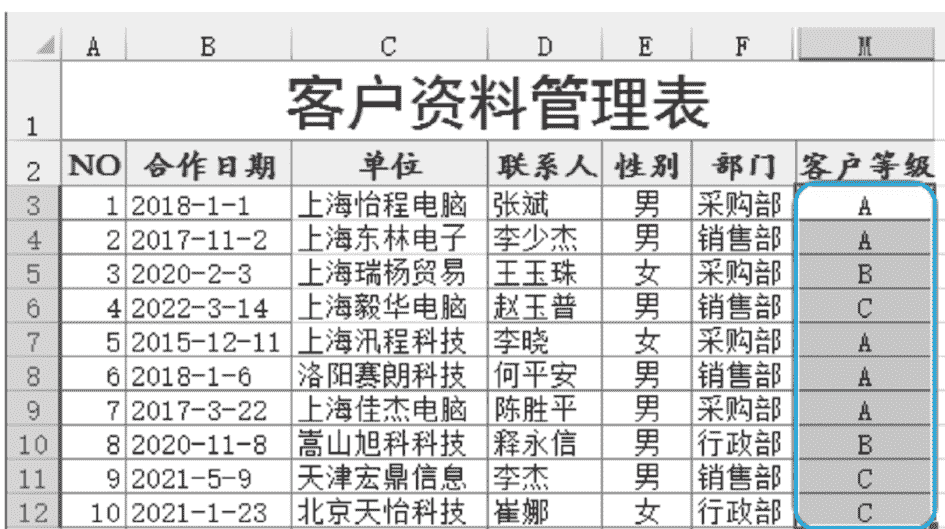 A B C D E F M
1 客户资料管理表
2 NO 合作日期 单位 联系人 性别 部门 客户等级
3 1 2018-1-1 上海怡程电脑 张斌 男 采购部 A
4 2 2017-11-2 上海东林电子 李少杰 男 销售部 A
5 3 2020-2-3 上海瑞杨贸易 王玉珠 女 采购部 B
6 4 2022-3-14 上海毅华电脑 赵玉普 男 销售部 C
7 5 2015-12-11 上海汛程科技 李晓 女 采购部 A
8 6 2018-1-6 洛阳赛朗科技 何平安 男 销售部 A
9 7 2017-3-22 上海佳杰电脑 陈胜平 男 采购部 A
10 8 2020-11-8 嵩山旭科科技 释永信 男 行政部 B
11 9 2021-5-9 天津宏鼎信息 李杰 男 销售部 C
12 10 2021-1-23 北京天怡科技 崔娜 女 行政部 C